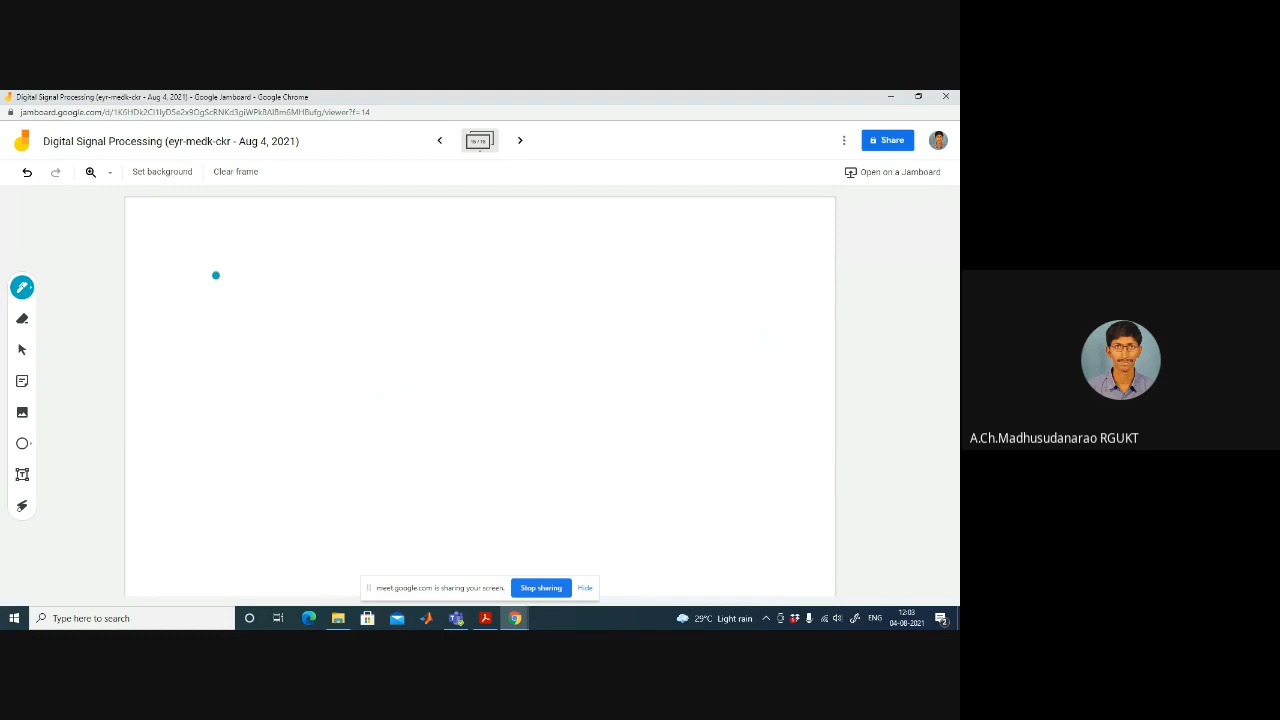 Digital Signal Processing (eyr-medk-ckr - Aug 4, 2021) - Google Jamboard - Google Chrome
Digital Signal Processing (eyr-medk-ckr - Aug 4, 2021)
Share
Set background
Clear frame
Open on a Jamboard
A.Ch.Madhusudanarao RGUKT
meet.google.com is sharing your screen.
Stop sharing
Hide
Type here to search
29°C Light rain
ENG
12:03
04-08-2021
2